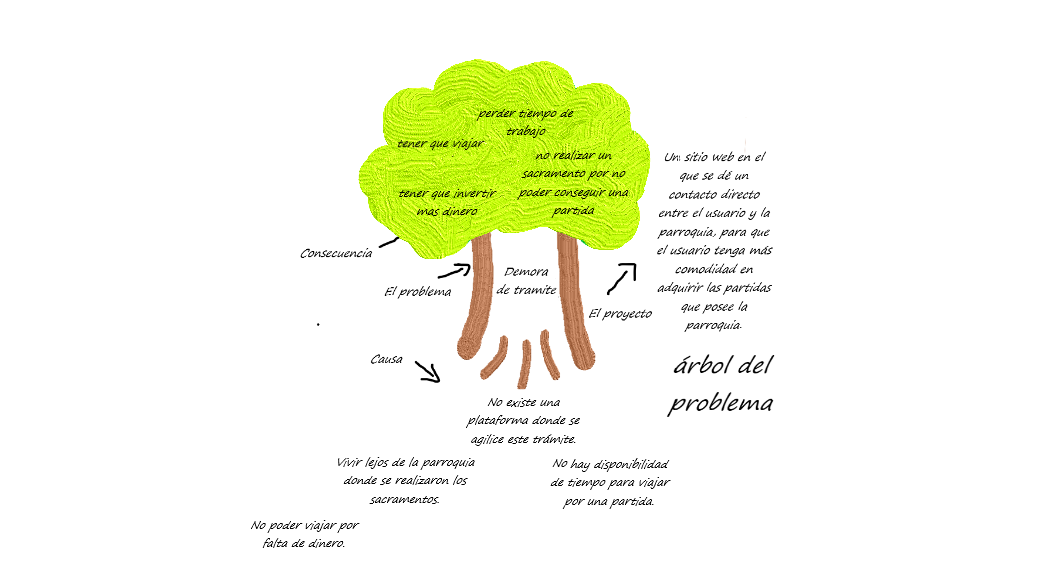 perder tiempo de
trabajo
tener que viajar
no realizar un
sacramento por no
poder conseguir una
partida
tener que invertir
mas dinero
Un sitio web en el
que se dé un
contacto directo
entre el usuario y la
parroquia, para que
el usuario tenga más
comodidad en
adquirir las partidas
que posee la
parroquia.
Consecuencia
El problema
Demora
de tramite
El proyecto
Causa
árbol del
problema
No existe una
plataforma donde se
agilice este trámite.
Vivir lejos de la parroquia
donde se realizaron los
sacramentos.
No hay disponibilidad
de tiempo para viajar
por una partida.
No poder viajar por
falta de dinero.